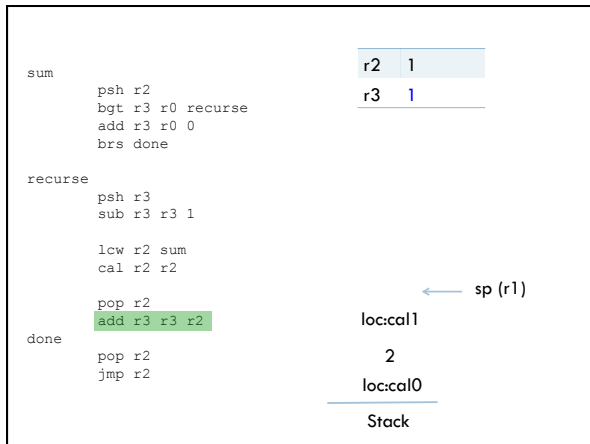 sum
psh r2
bgt r3 r0 recurse
add r3 r0 0
brs done
recurse
psh r3
sub r3 r3 1
lcw r2 sum
cal r2 r2
pop r2
add r3 r3 r2
done
pop r2
jmp r2
r2 1
r3 1
sp (r1)
loc:cal1
2
loc:cal0
Stack